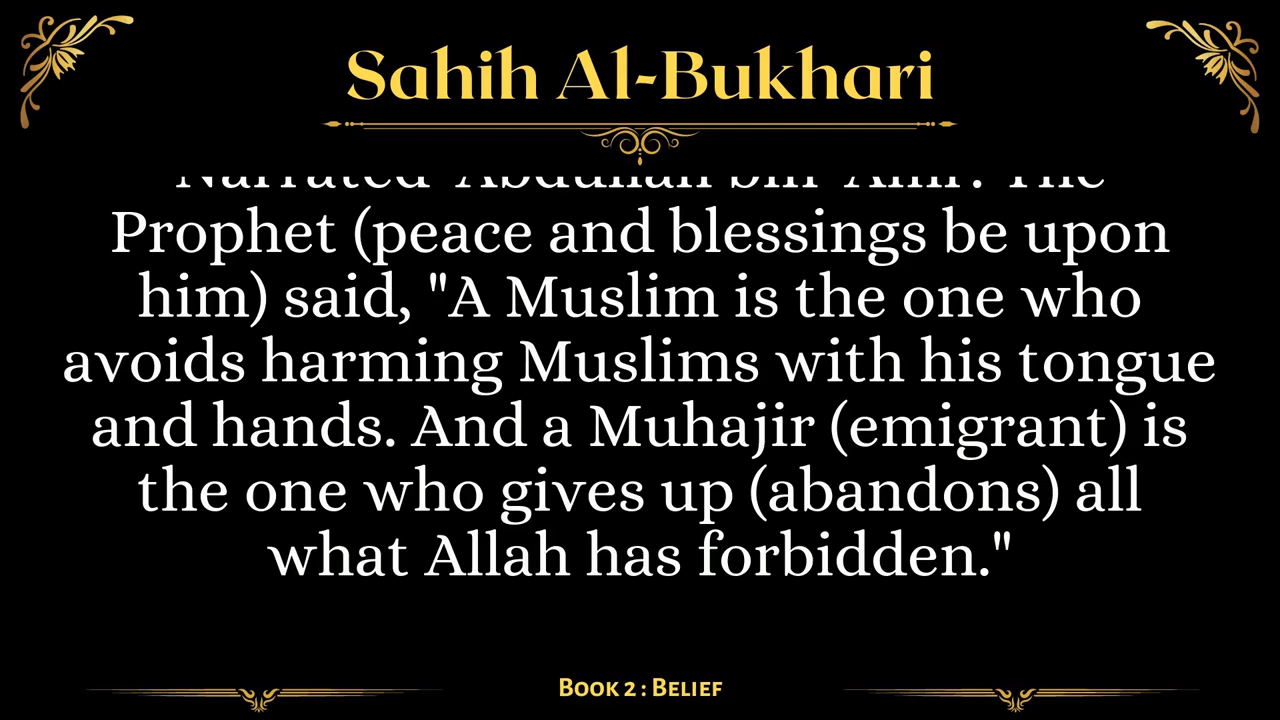 Sahih Al-Bukhari
Narrated 'Abdullah bin 'Amr: The
Prophet (peace and blessings be upon
him) said, "A Muslim is the one who
avoids harming Muslims with his tongue
and hands. And a Muhajir (emigrant) is
the one who gives up (abandons) all
what Allah has forbidden."
Book 2 : Belief